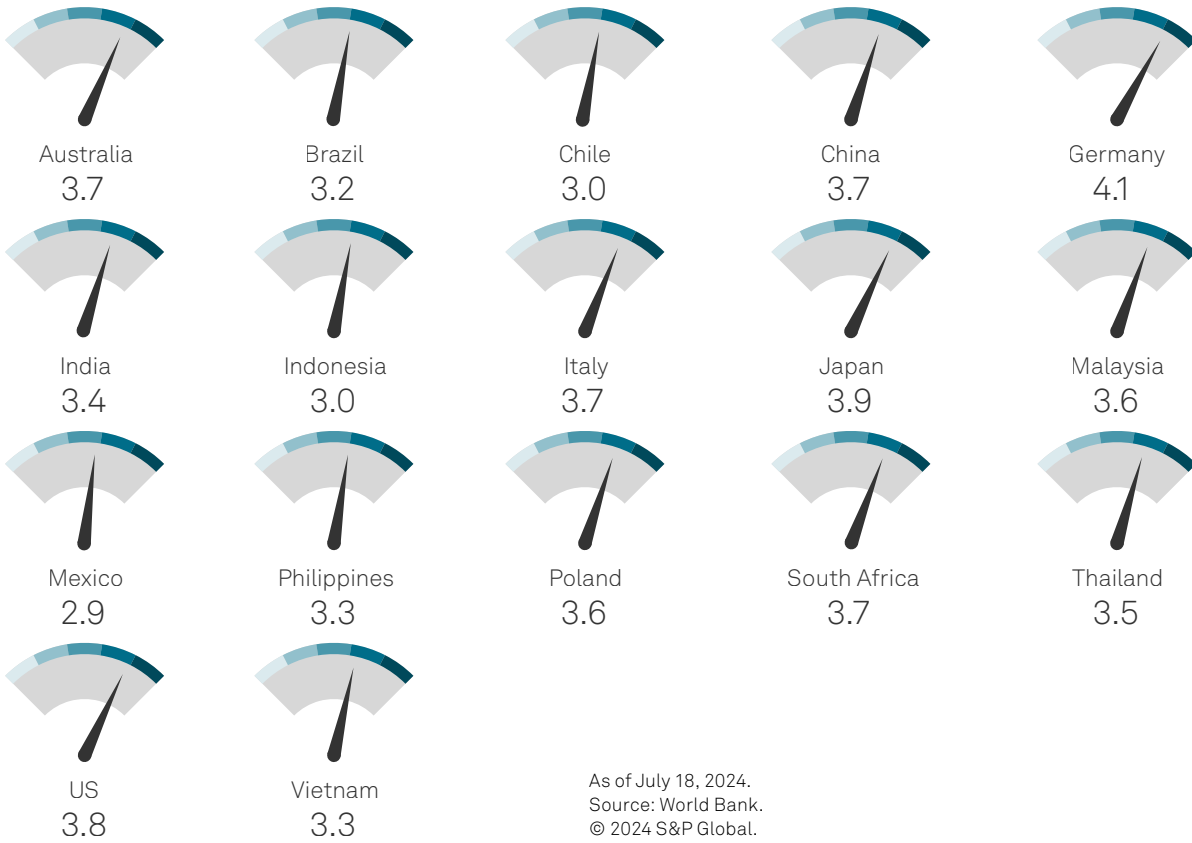 Australia
3.7
Brazil
3.2
Chile
3.0
China
3.7
Germany
4.1
India
3.4
Indonesia
3.0
Italy
3.7
Japan
3.9
Malaysia
3.6
Mexico
2.9
Philippines
3.3
Poland
3.6
South Africa
3.7
Thailand
3.5
US
3.8
Vietnam
3.3
As of July 18, 2024.
Source: World Bank.
© 2024 S&P Global.